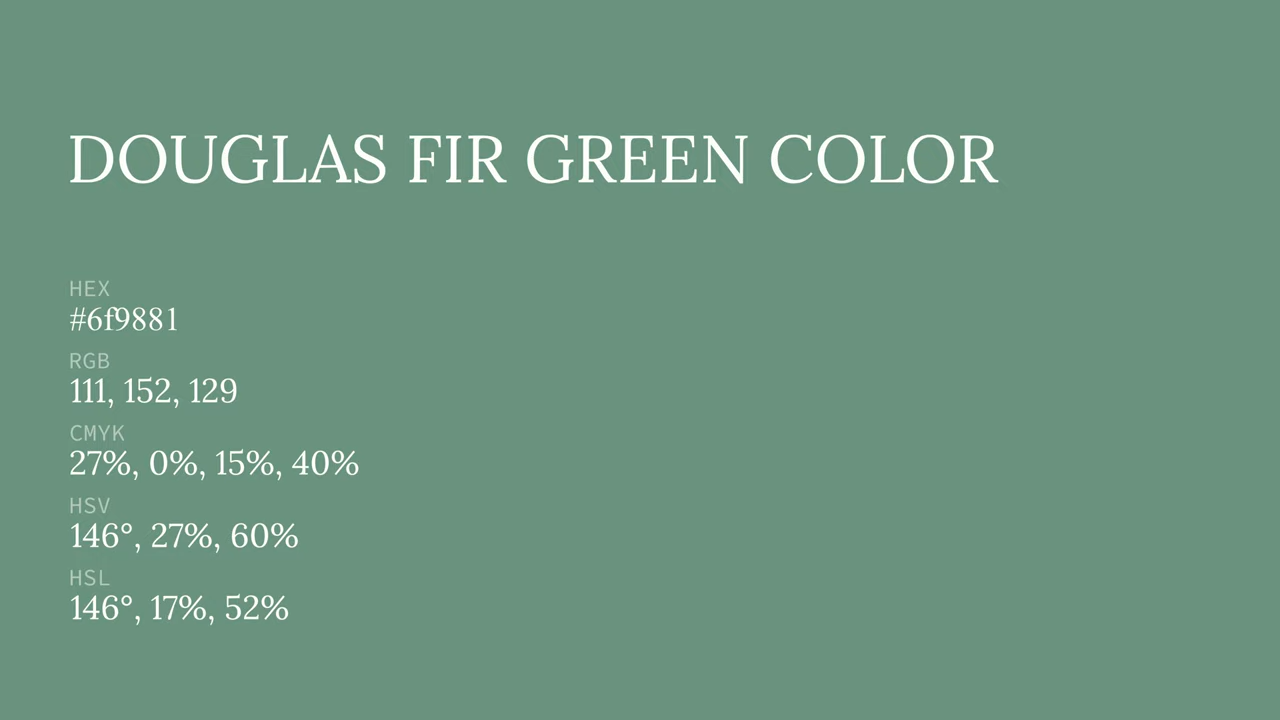 DOUGLAS FIR GREEN COLOR
HEX
#6f9881
RGB
111, 152, 129
CMYK
27%, 0%, 15%, 40%
HSV
146°, 27%, 60%
HSL
146°, 17%, 52%